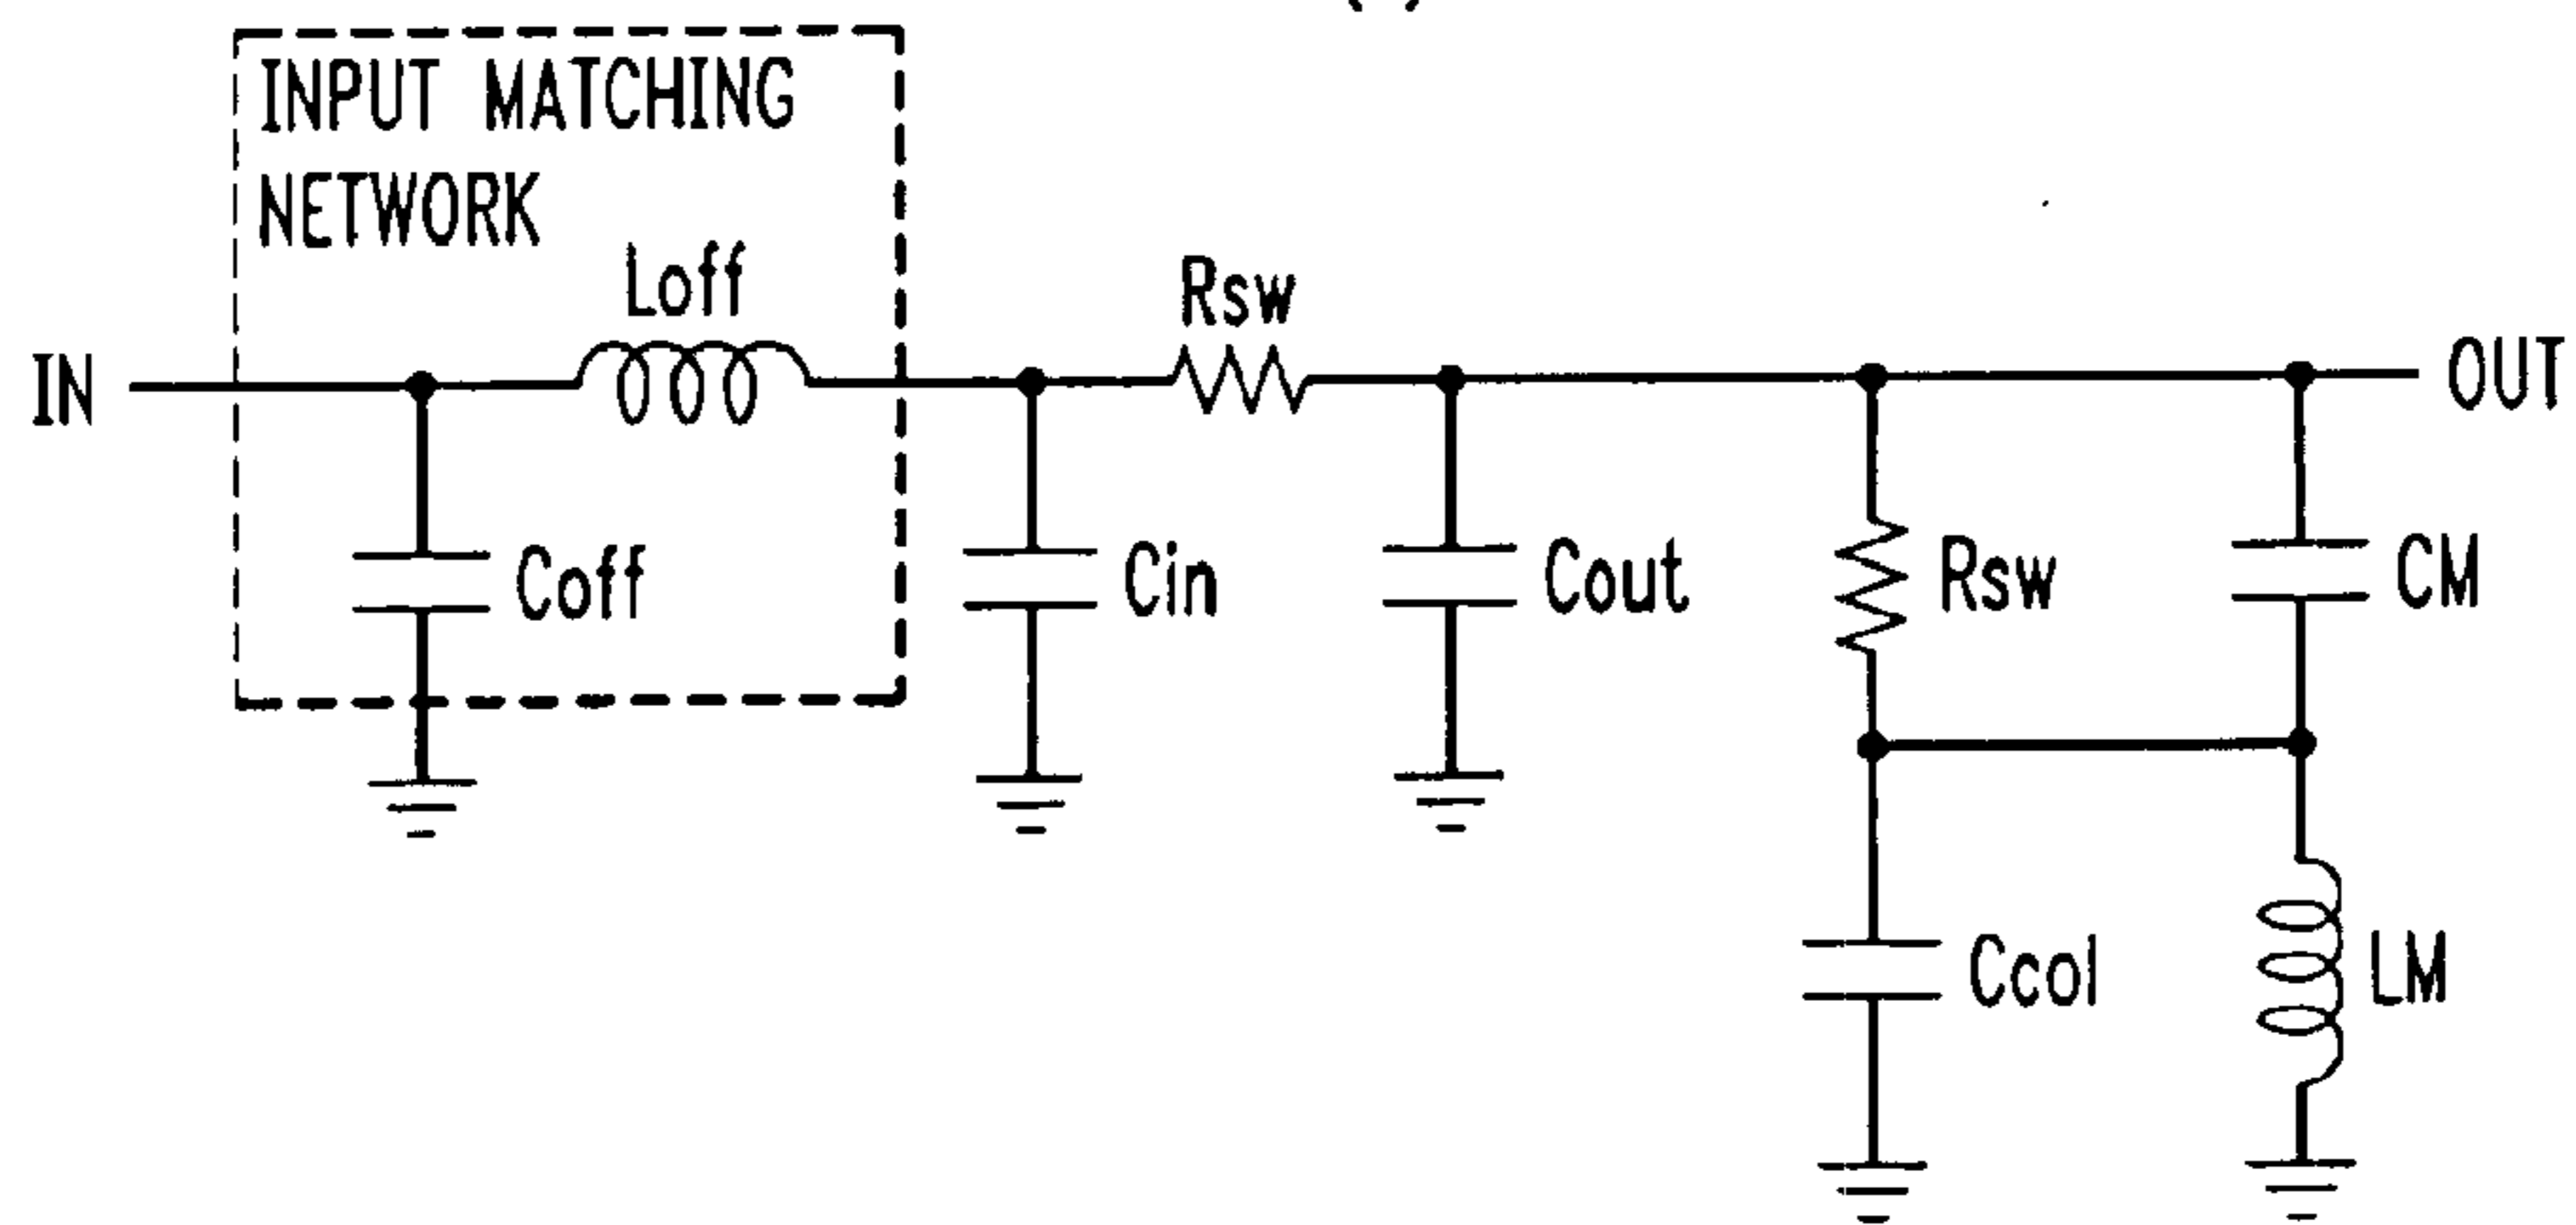 INPUT MATCHING
NETWORK
Loff
Rsw
IN
OUT
Coff
Cin
Cout
Rsw
CM
Ccol
LM